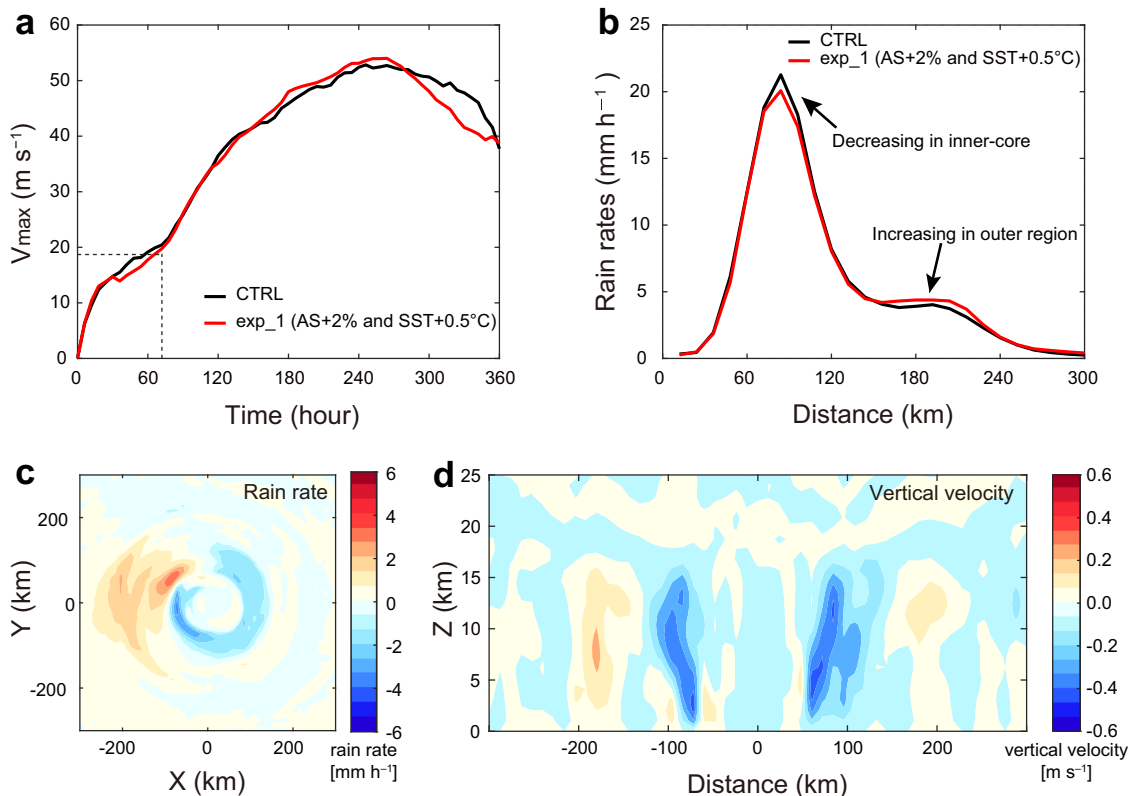 a
V_max (m s⁻¹)
60
50
40
30
20
10
0
0
60
120
180
240
300
360
Time (hour)
CTRL
exp_1 (AS+2% and SST+0.5°C)
b
Rain rates (mm h⁻¹)
25
20
15
10
5
0
0
60
120
180
240
300
Distance (km)
CTRL
exp_1 (AS+2% and SST+0.5°C)
Decreasing in inner-core
Increasing in outer region
c
Rain rate
Y (km)
200
0
-200
-200
0
200
X (km)
6
4
2
0
-2
-4
-6
rain rate
[mm h⁻¹]
d
Vertical velocity
Z (km)
25
20
15
10
5
0
-200
-100
0
100
200
Distance (km)
0.6
0.4
0.2
0.0
-0.2
-0.4
-0.6
vertical velocity
[m s⁻¹]